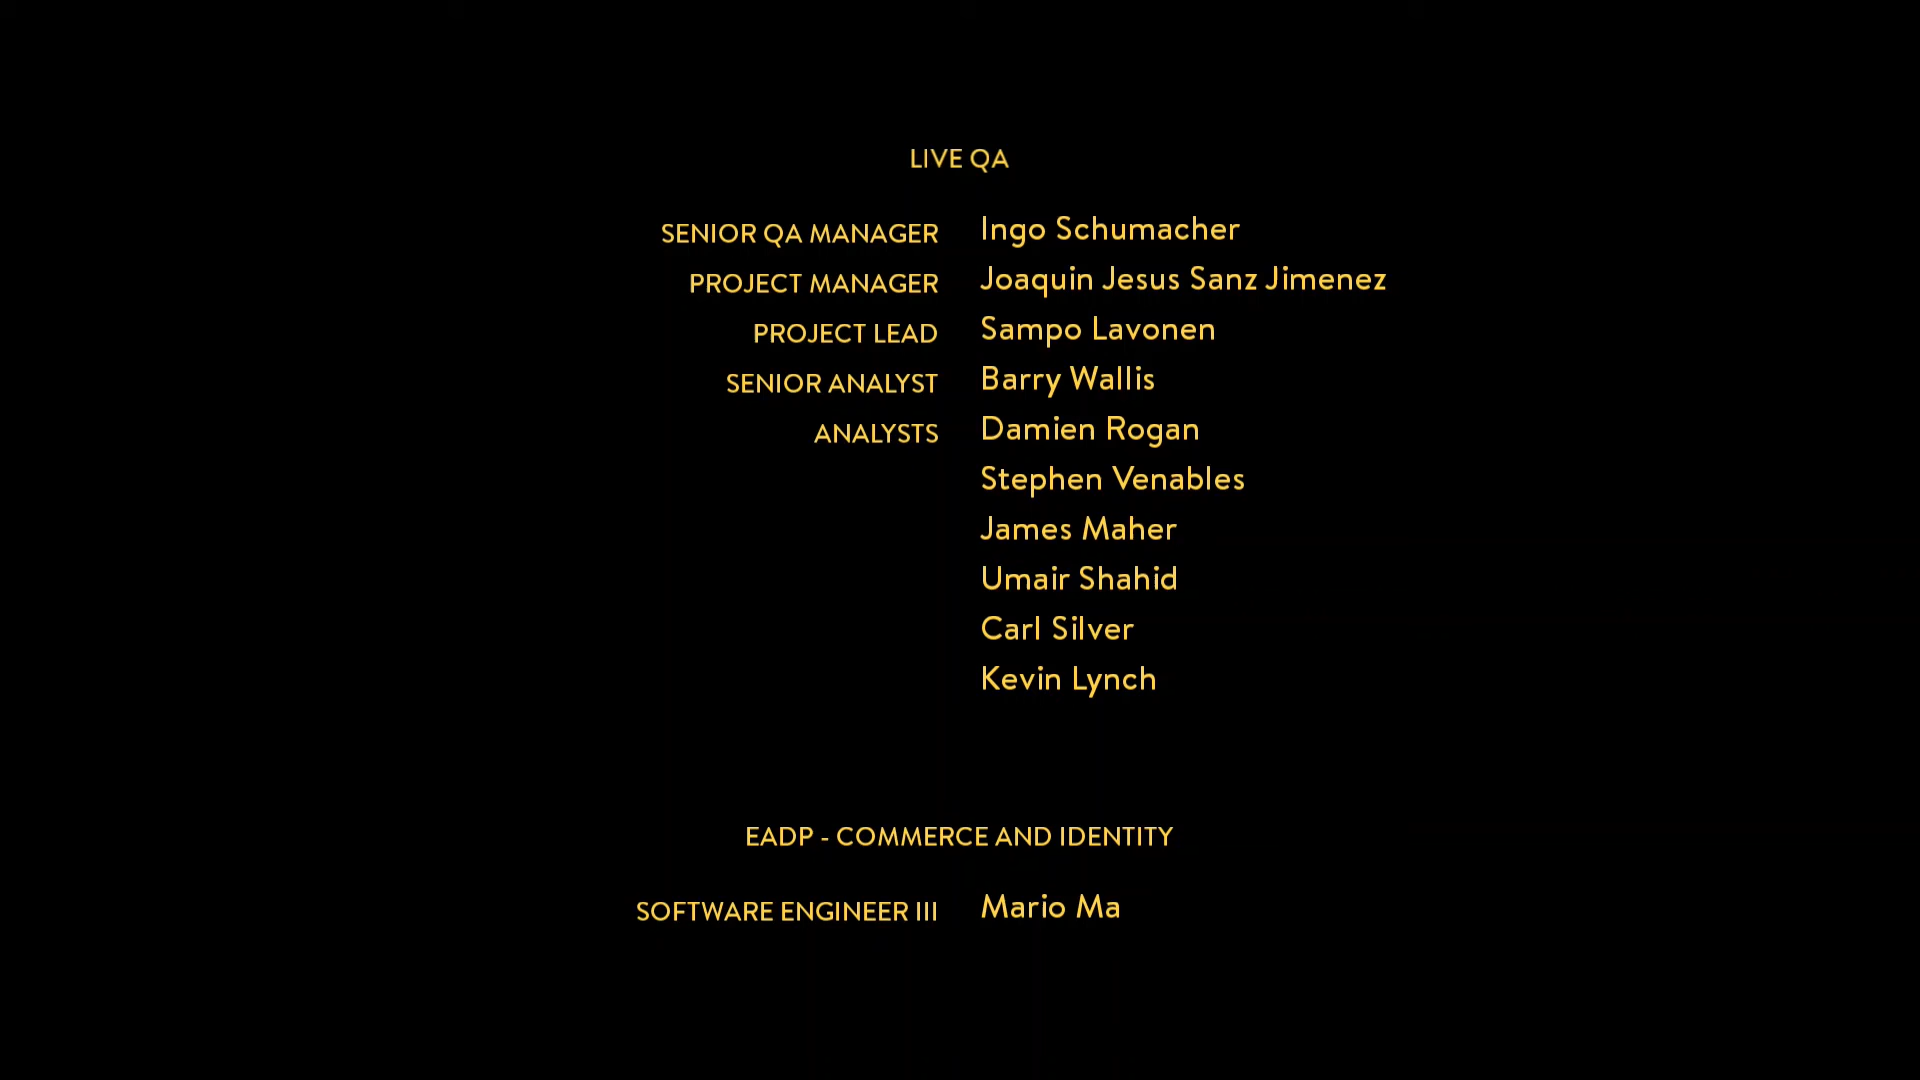 LIVE QA
SENIOR QA MANAGER Ingo Schumacher
PROJECT MANAGER Joaquin Jesus Sanz Jimenez
PROJECT LEAD Sampo Lavonen
SENIOR ANALYST Barry Wallis
ANALYSTS Damien Rogan
Stephen Venables
James Maher
Umair Shahid
Carl Silver
Kevin Lynch
EADP - COMMERCE AND IDENTITY
SOFTWARE ENGINEER III Mario Ma